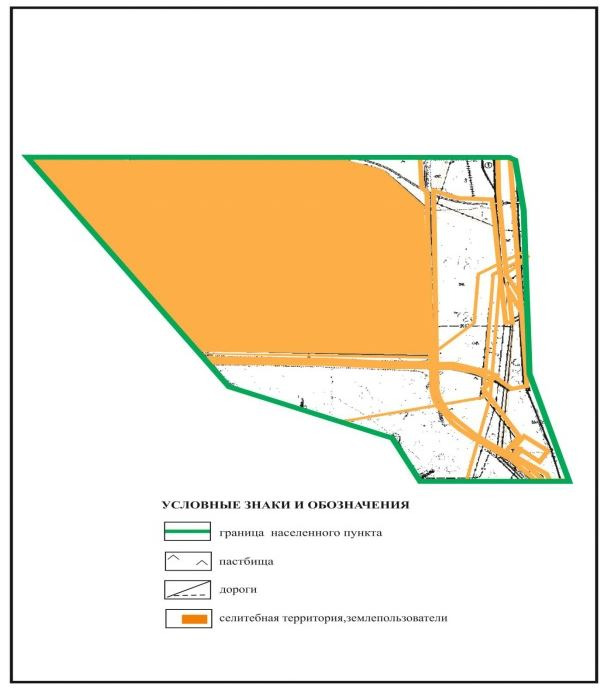 УСЛОВНЫЕ ЗНАКИ И ОБОЗНАЧЕНИЯ
граница населенного пункта
пастбища
дороги
селитебная территория,землепользователи